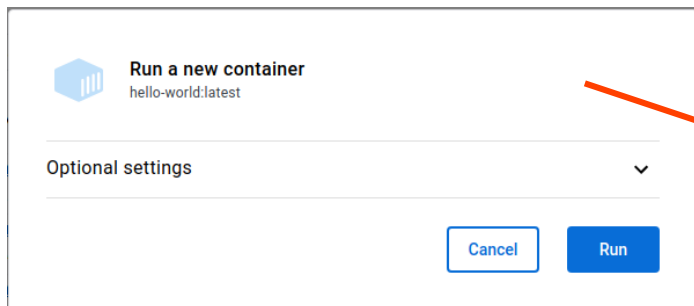 Run a new container
hello-world:latest
Optional settings
Cancel
Run